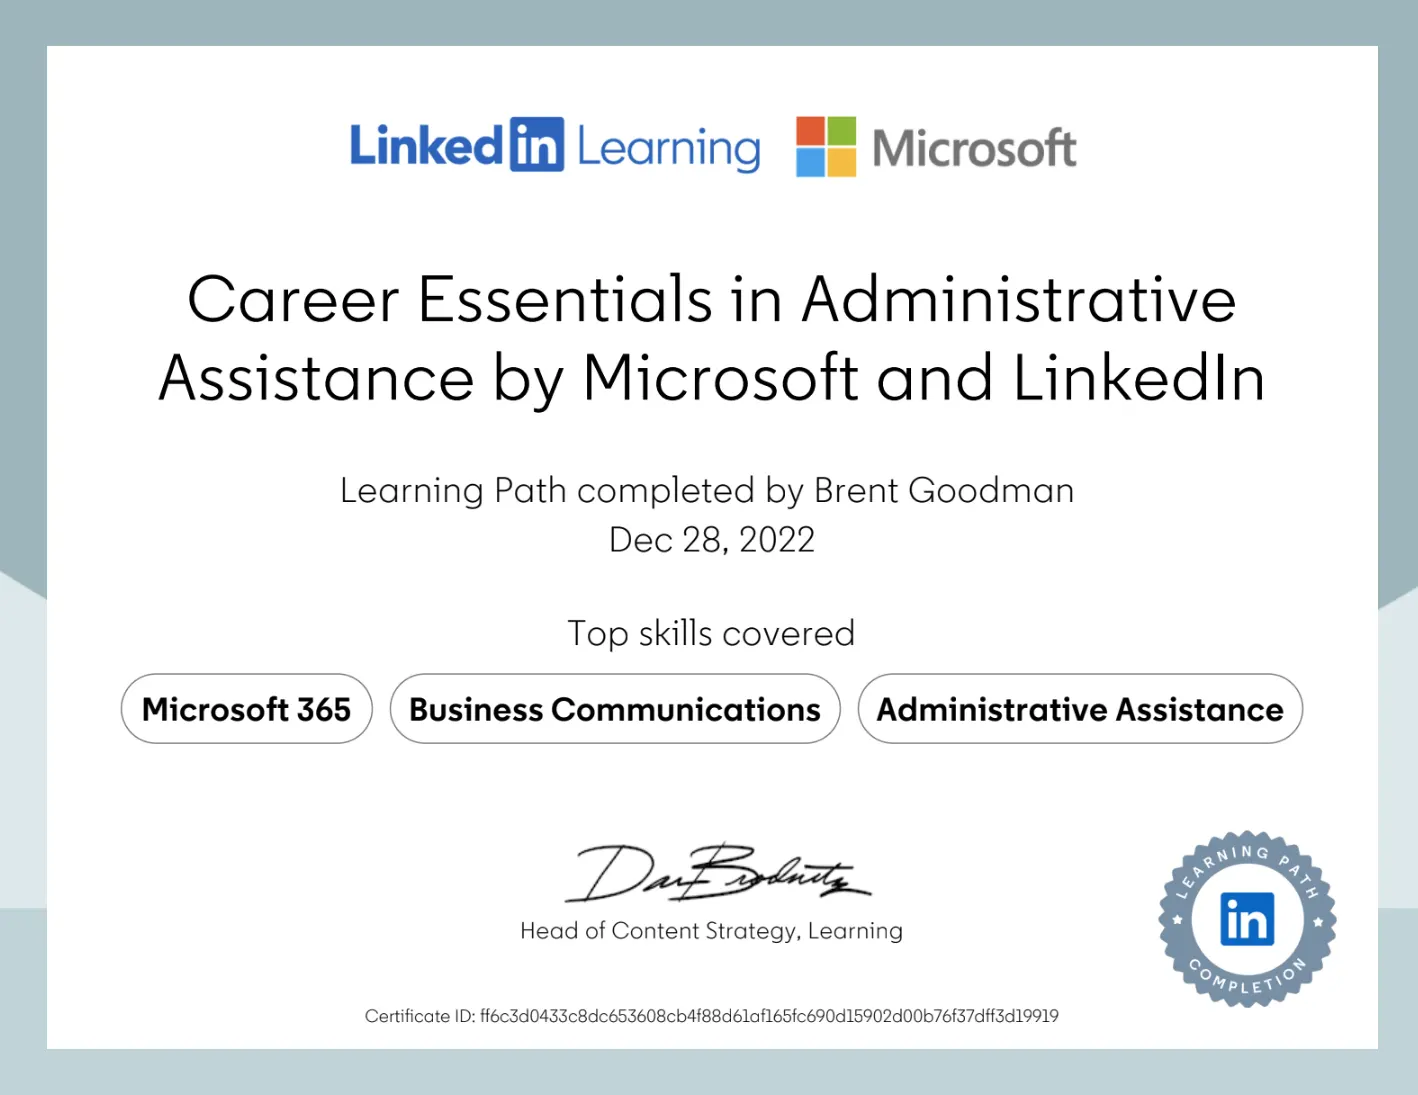 Linked in Learning Microsoft
Career Essentials in Administrative
Assistance by Microsoft and LinkedIn
Learning Path completed by Brent Goodman
Dec 28, 2022
Top skills covered
Microsoft 365 Business Communications Administrative Assistance
Dan Brodnitz
Head of Content Strategy, Learning
LEARNING PATH
in
COMPLETION
Certificate ID: ff6c3d0433c8dc653608cb4f88d61af165fc690d15902d00b76f37dff3d19919